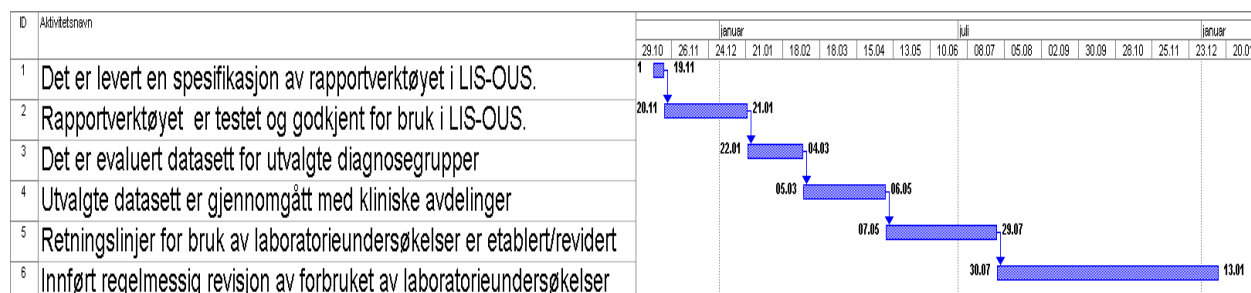 ID Aktivitetsnavn
januar juli januar
29.10 26.11 24.12 21.01 18.02 18.03 15.04 13.05 10.06 08.07 05.08 02.09 30.09 28.10 25.11 23.12 20.01
1 Det er levert en spesifikasjon av rapportverktøyet i LIS-OUS. 1 19.11
2 Rapportverktøyet er testet og godkjent for bruk i LIS-OUS. 20.11 21.01
3 Det er evaluert datasett for utvalgte diagnosegrupper 22.01 04.03
4 Utvalgte datasett er gjennomgått med kliniske avdelinger 05.03 06.05
5 Retningslinjer for bruk av laboratorieundersøkelser er etablert/revidert 07.05 29.07
6 Innført regelmessig revisjon av forbruket av laboratorieundersøkelser 30.07 13.01